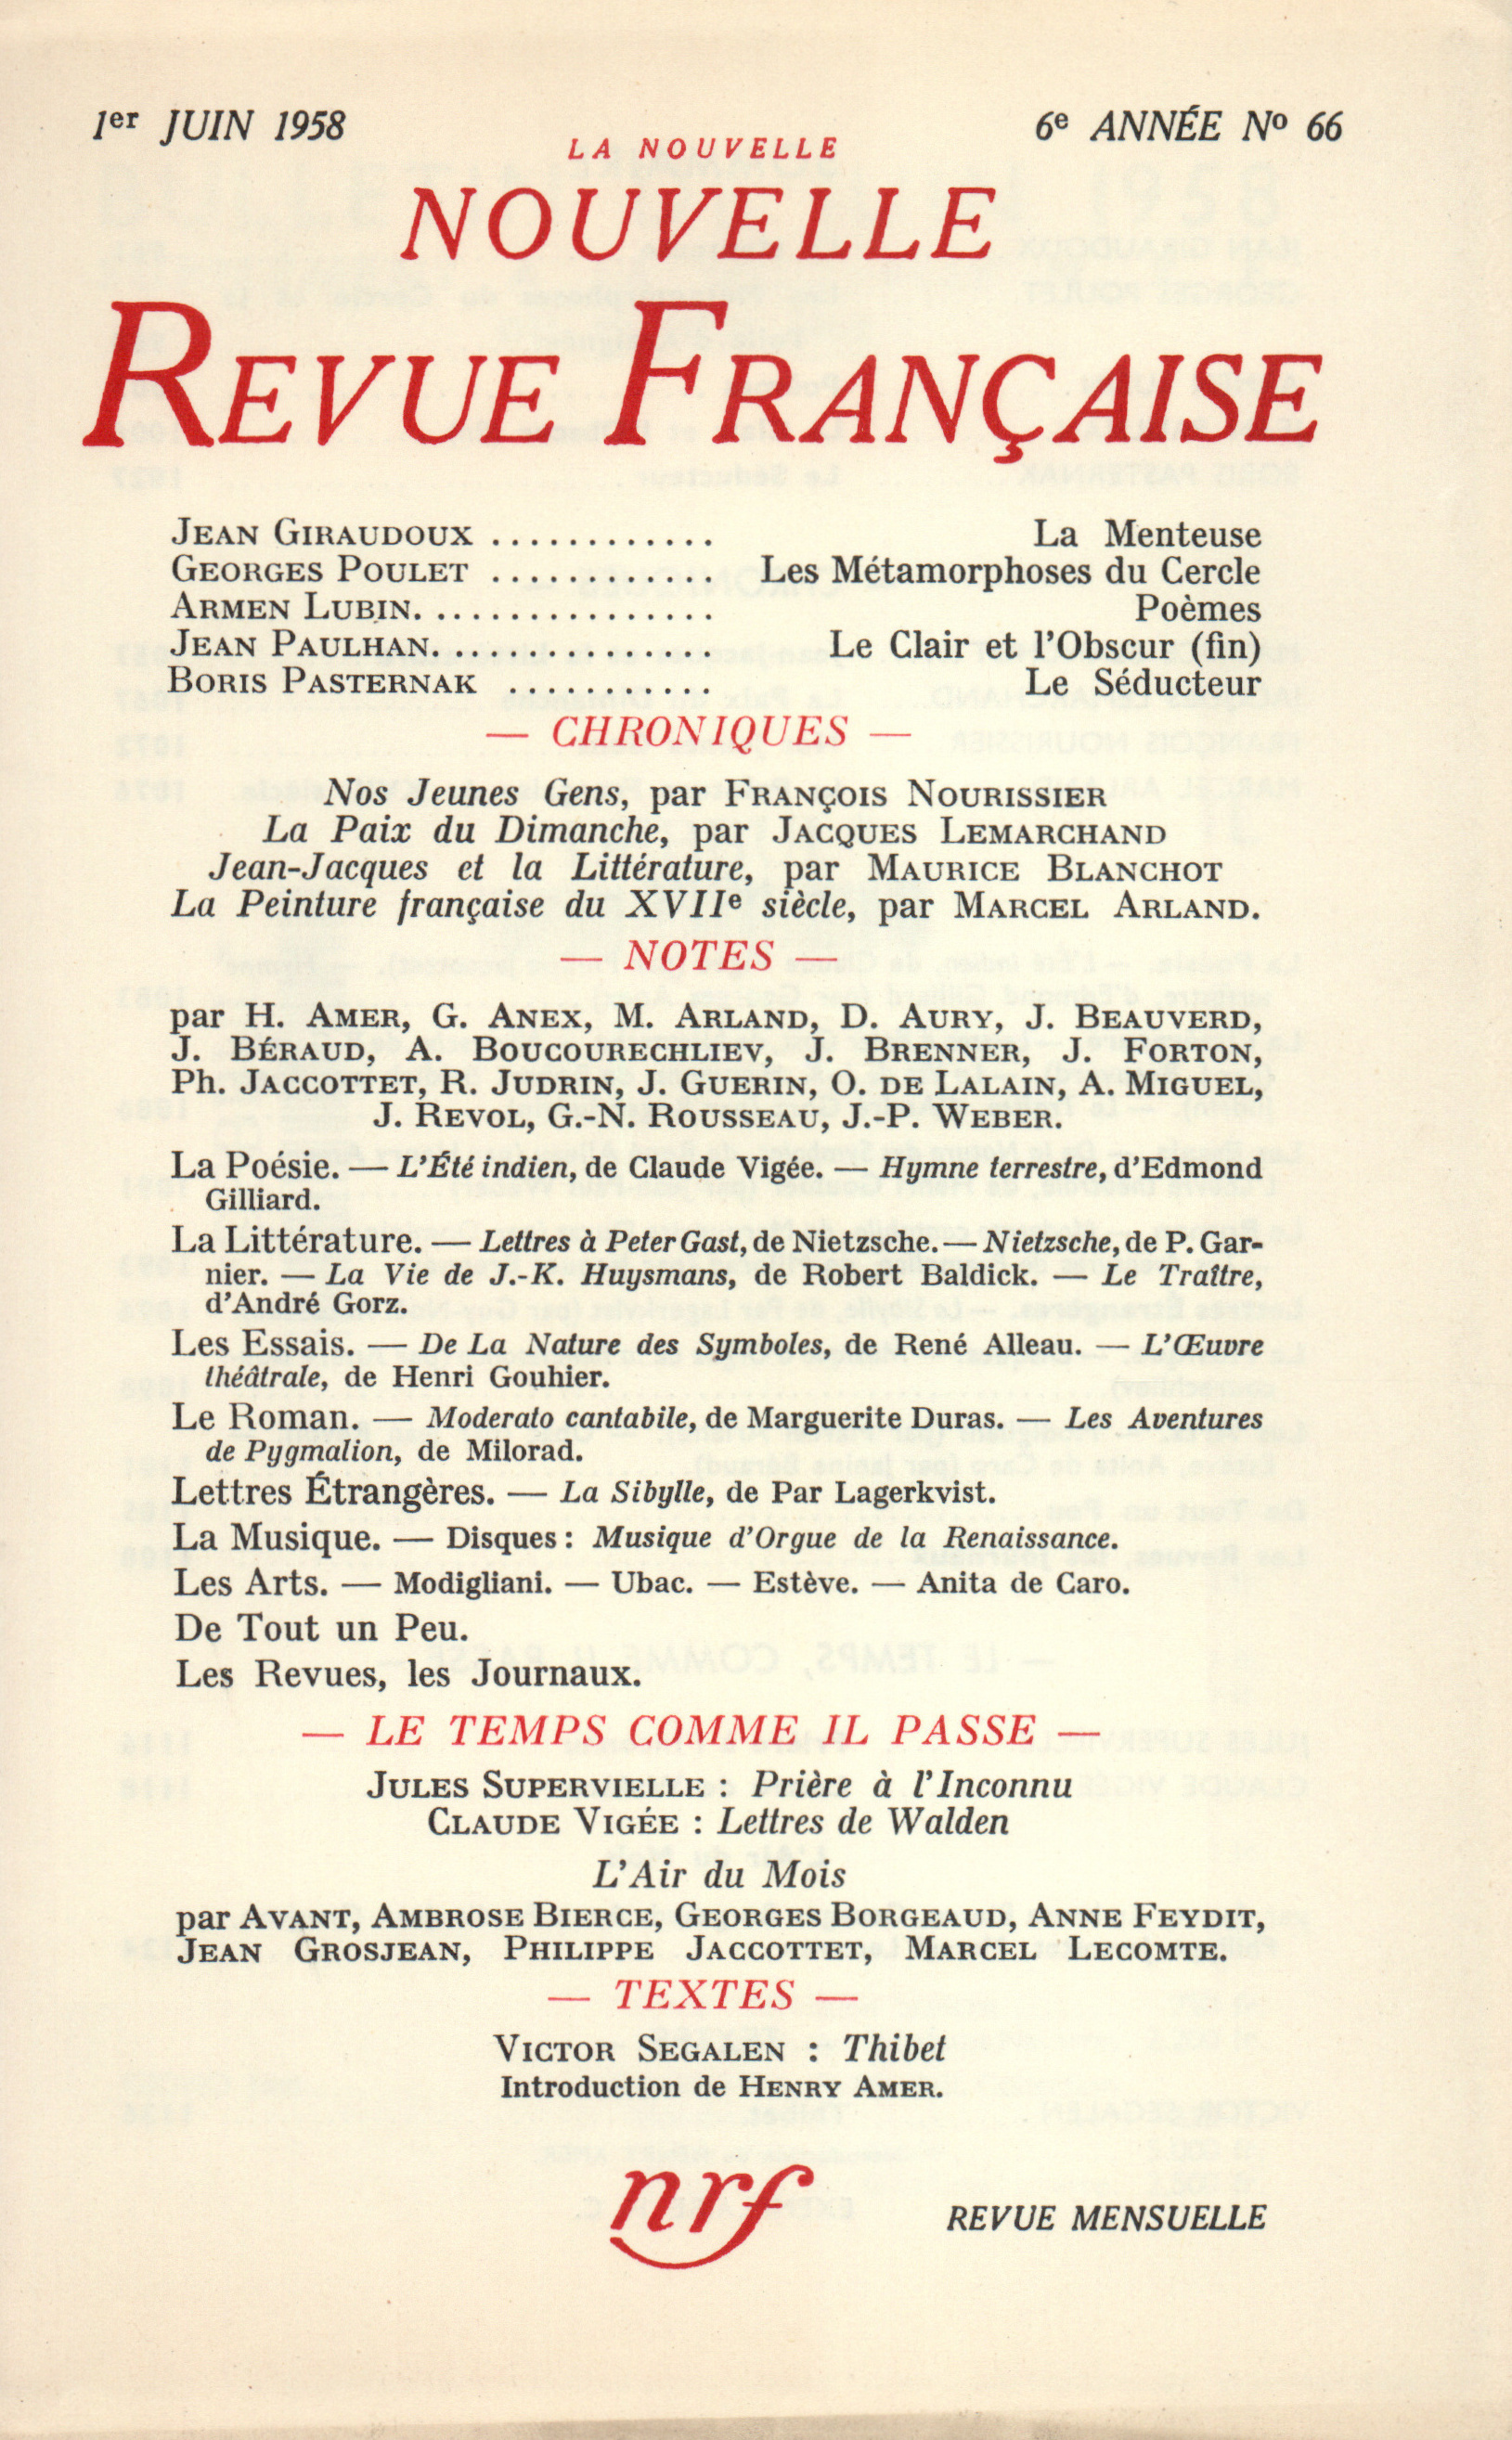 1er JUIN 1958
6e ANNÉE No 66
LA NOUVELLE
NOUVELLE
REVUE FRANÇAISE
JEAN GIRAUDOUX ............ La Menteuse
GEORGES POULET ............ Les Métamorphoses du Cercle
ARMEN LUBIN. ............... Poèmes
JEAN PAULHAN. .............. Le Clair et l'Obscur (fin)
BORIS PASTERNAK ........... Le Séducteur
— CHRONIQUES —
Nos Jeunes Gens, par FRANÇOIS NOURISSIER
La Paix du Dimanche, par JACQUES LEMARCHAND
Jean-Jacques et la Littérature, par MAURICE BLANCHOT
La Peinture française du XVIIe siècle, par MARCEL ARLAND.
— NOTES —
par H. AMER, G. ANEX, M. ARLAND, D. AURY, J. BEAUVERD,
J. BÉRAUD, A. BOUCOURECHLIEV, J. BRENNER, J. FORTON,
Ph. JACCOTTET, R. JUDRIN, J. GUERIN, O. DE LALAIN, A. MIGUEL,
J. REVOL, G.-N. ROUSSEAU, J.-P. WEBER.
La Poésie. — L'Été indien, de Claude Vigée. — Hymne terrestre, d'Edmond
Gilliard.
La Littérature. — Lettres à Peter Gast, de Nietzsche. — Nietzsche, de P. Gar-
nier. — La Vie de J.-K. Huysmans, de Robert Baldick. — Le Traître,
d'André Gorz.
Les Essais. — De La Nature des Symboles, de René Alleau. — L'Œuvre
théâtrale, de Henri Gouhier.
Le Roman. — Moderato cantabile, de Marguerite Duras. — Les Aventures
de Pygmalion, de Milorad.
Lettres Étrangères. — La Sibylle, de Par Lagerkvist.
La Musique. — Disques : Musique d'Orgue de la Renaissance.
Les Arts. — Modigliani. — Ubac. — Estève. — Anita de Caro.
De Tout un Peu.
Les Revues, les Journaux.
— LE TEMPS COMME IL PASSE —
JULES SUPERVIELLE : Prière à l'Inconnu
CLAUDE VIGÉE : Lettres de Walden
L'Air du Mois
par AVANT, AMBROSE BIERCE, GEORGES BORGEAUD, ANNE FEYDIT,
JEAN GROSJEAN, PHILIPPE JACCOTTET, MARCEL LECOMTE.
— TEXTES —
VICTOR SEGALEN : Thibet
Introduction de HENRY AMER.
nrf
REVUE MENSUELLE